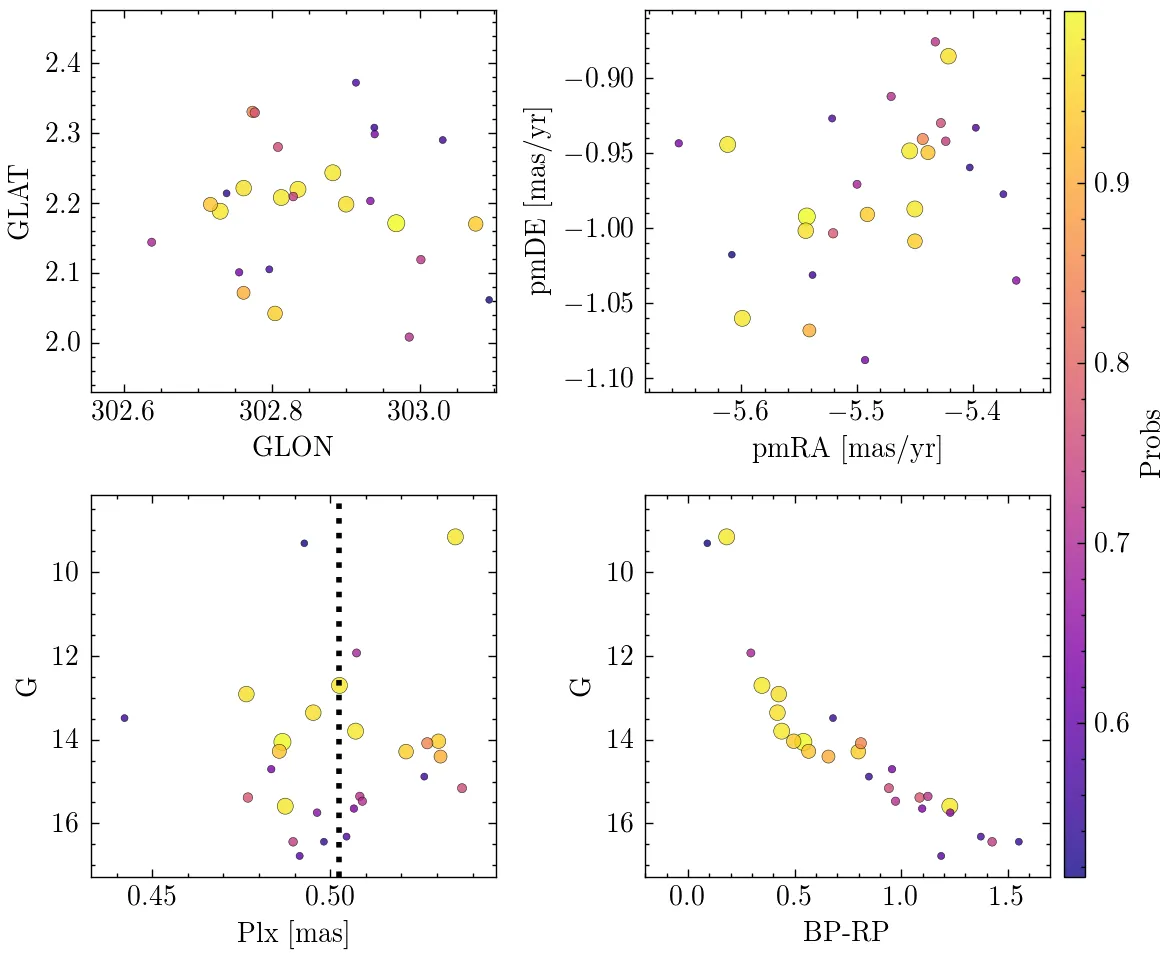 2.4
2.3
2.2
2.1
2.0
GLAT
302.6 302.8 303.0
GLON
−0.90
−0.95
−1.00
−1.05
−1.10
pmDE [mas/yr]
−5.6 −5.5 −5.4
pmRA [mas/yr]
10
12
14
16
G
0.45 0.50
Plx [mas]
10
12
14
16
G
0.0 0.5 1.0 1.5
BP-RP
0.9
0.8
0.7
0.6
Probs